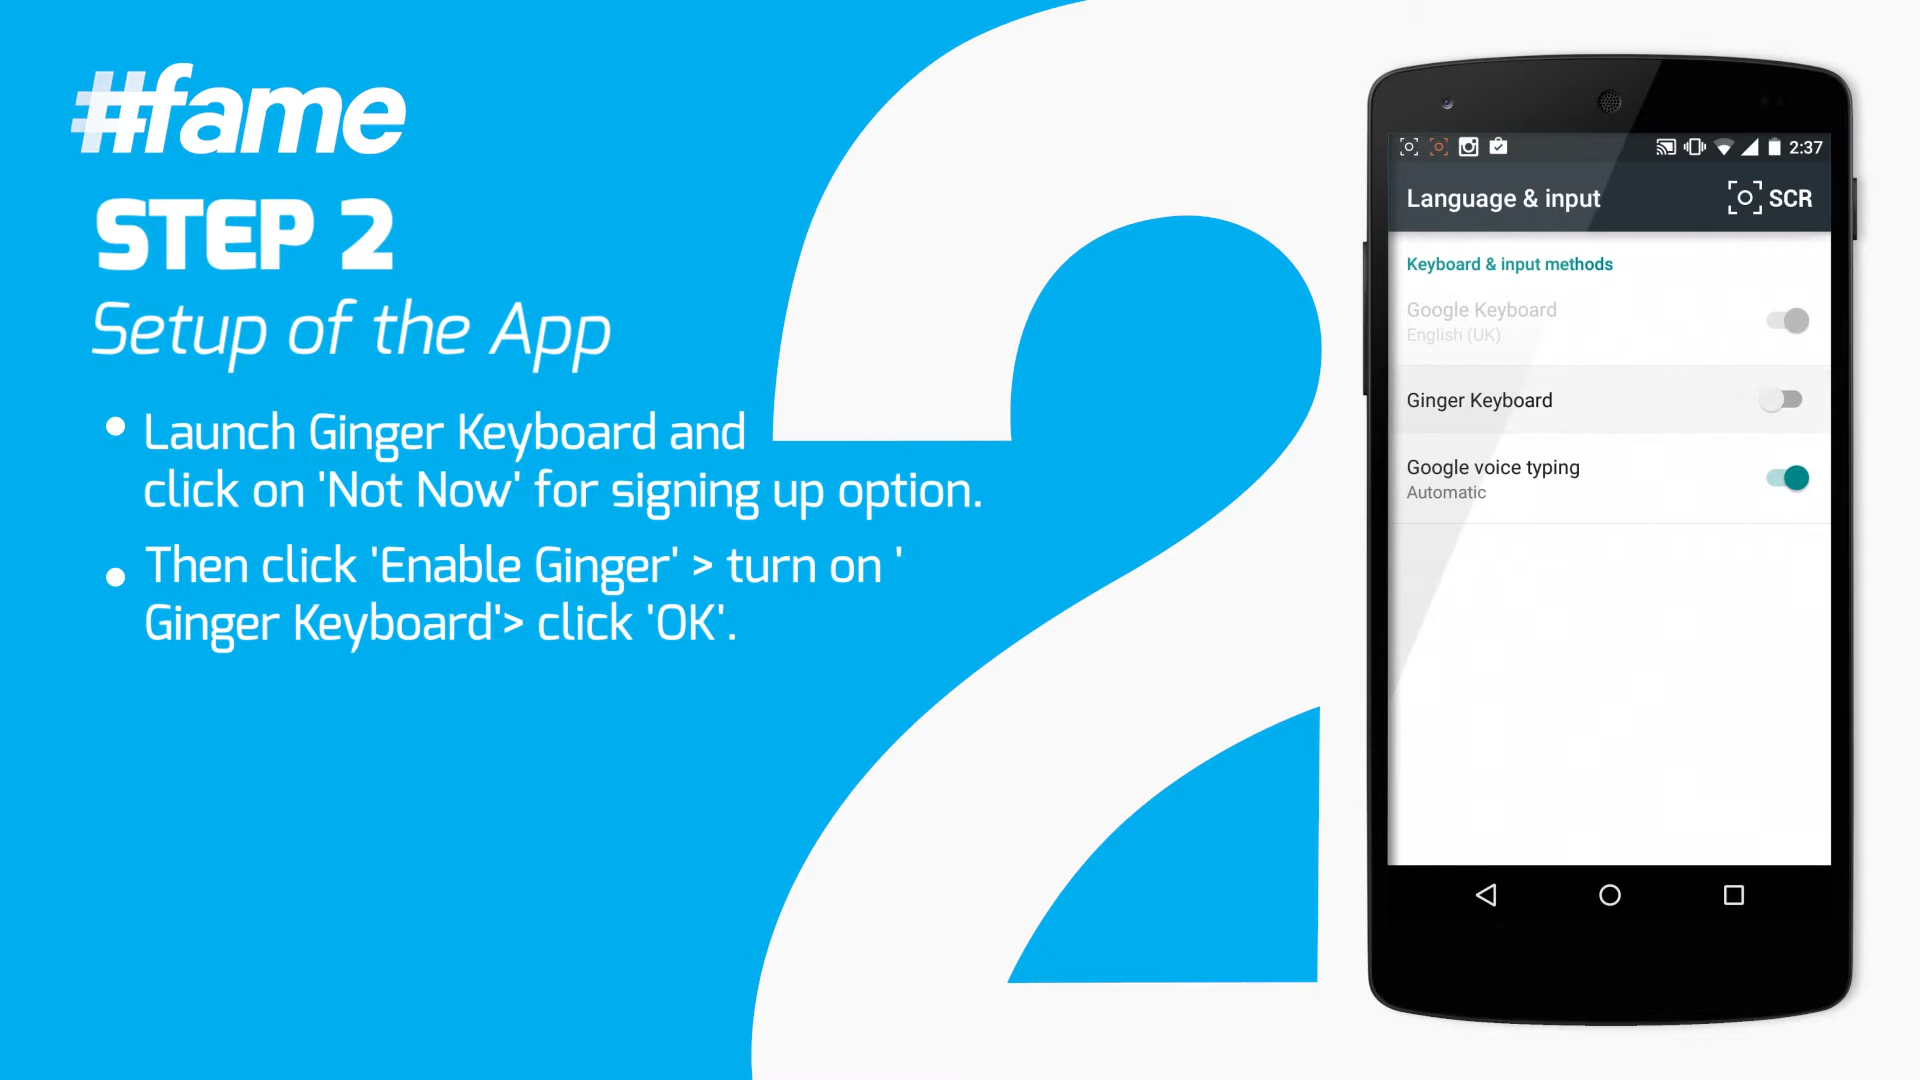 #fame
STEP 2
Setup of the App
• Launch Ginger Keyboard and
click on 'Not Now' for signing up option.
• Then click 'Enable Ginger' > turn on '
Ginger Keyboard'> click 'OK'.
2
2:37
Language & input
SCR
Keyboard & input methods
Google Keyboard
English (UK)
Ginger Keyboard
Google voice typing
Automatic